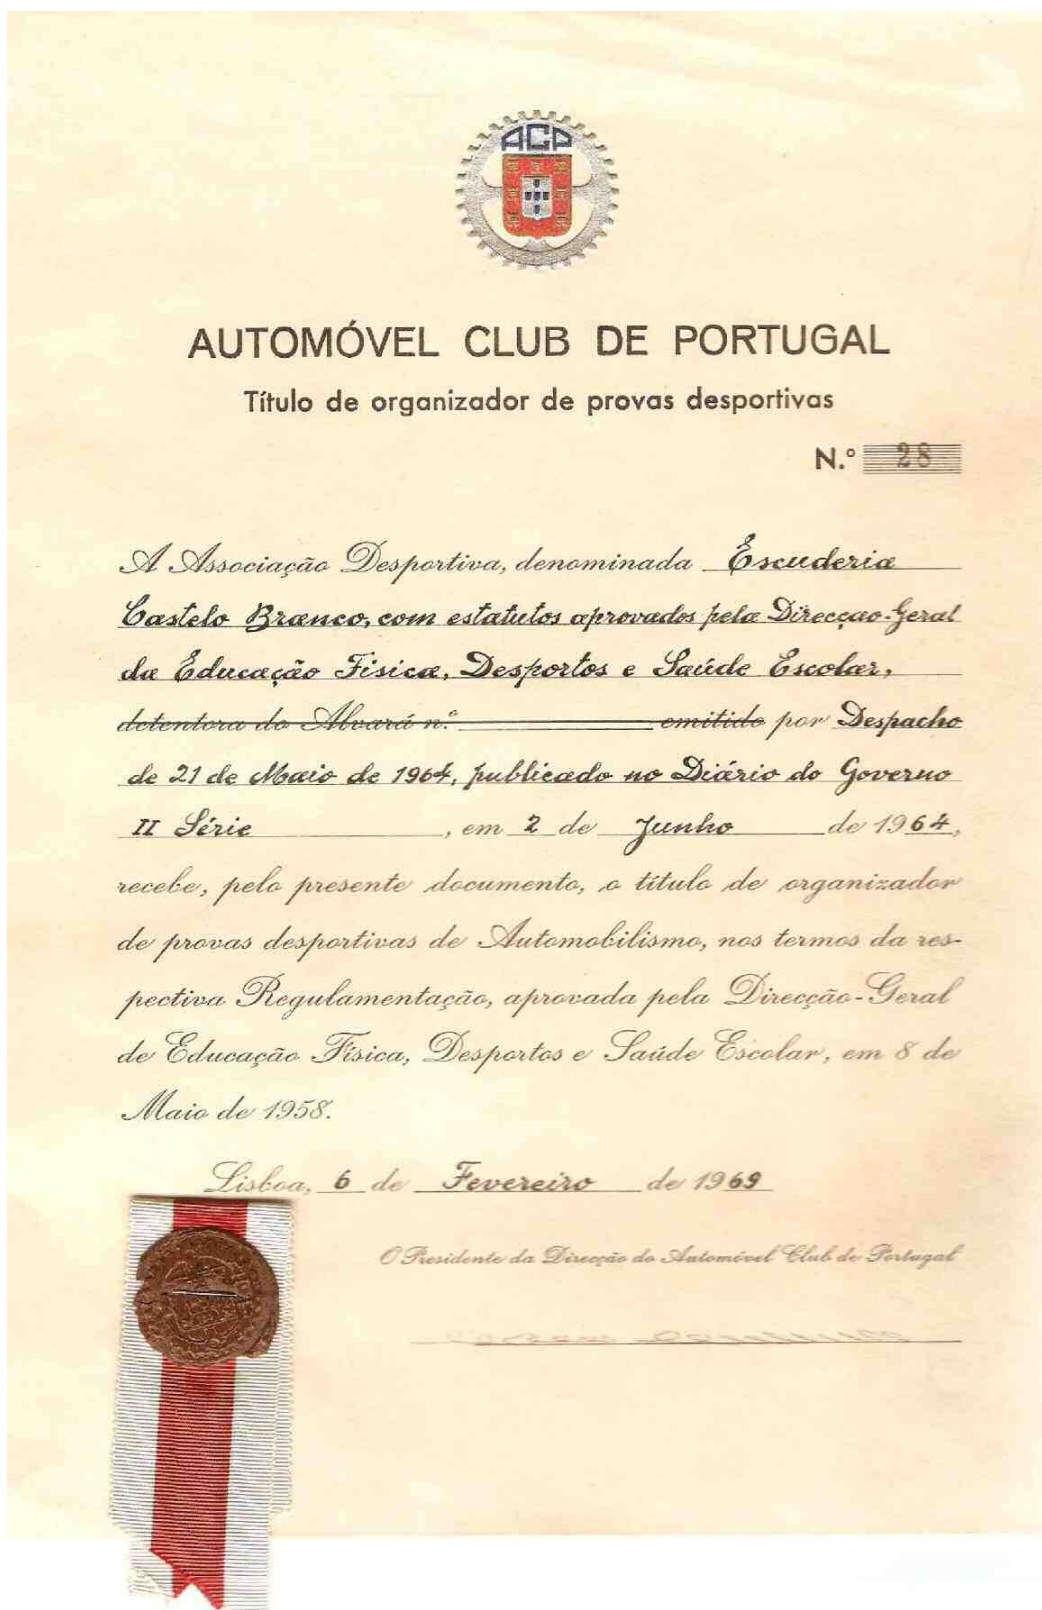 ACP
AUTOMÓVEL CLUB DE PORTUGAL
Título de organizador de provas desportivas
N.º 28
A Associação Desportiva, denominada Escuderia
Castelo Branco, com estatutos aprovados pela Direcçao-Geral
da Educação Fisica, Desportos e Saúde Escolar,
detentora do Alvará n.º emitido por Despacho
de 21 de Maio de 1964, publicado no Diário do Governo
II Série , em 2 de Junho de 1964,
recebe, pelo presente documento, o título de organizador
de provas desportivas de Automobilismo, nos termos da res-
pectiva Regulamentação, aprovada pela Direcção-Geral
de Educação Física, Desportos e Saúde Escolar, em 8 de
Maio de 1958.
Lisboa, 6 de Fevereiro de 1969
O Presidente da Direcção do Automóvel Club de Portugal